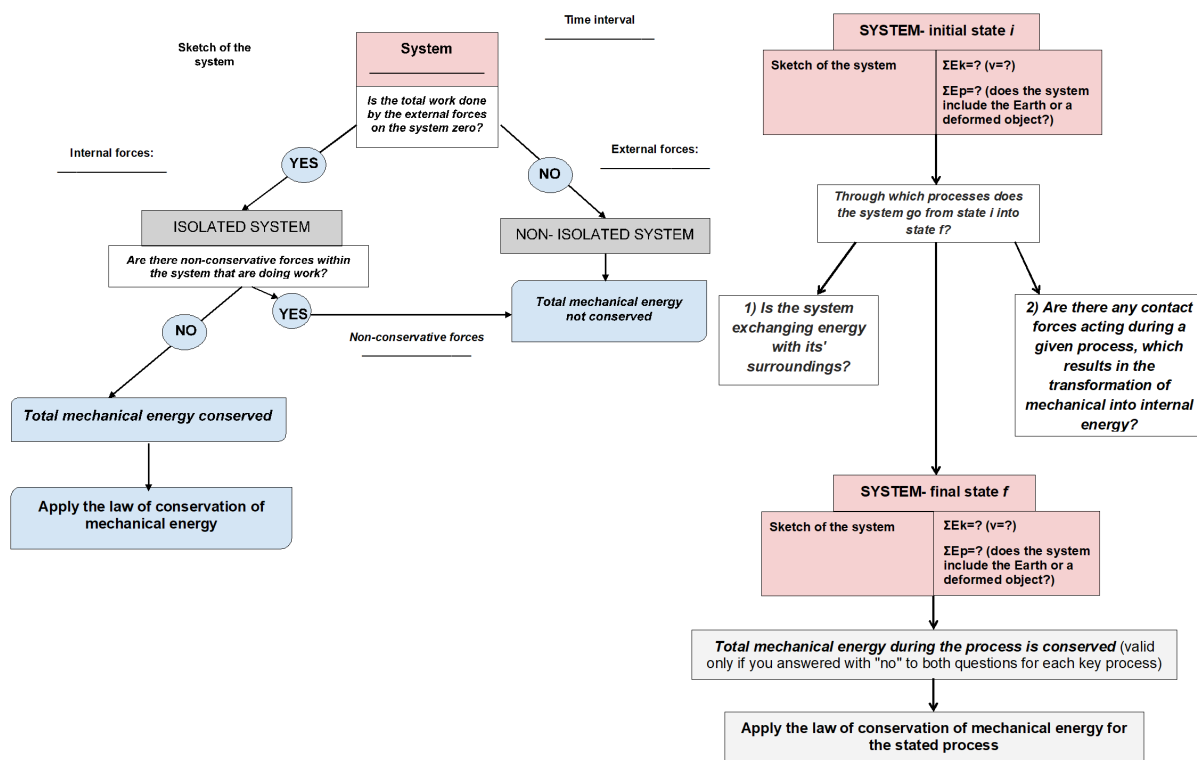 Time interval
Sketch of the
system
System
Is the total work done
by the external forces
on the system zero?
Internal forces:
External forces:
YES
NO
ISOLATED SYSTEM
NON- ISOLATED SYSTEM
Are there non-conservative forces within
the system that are doing work?
YES
NO
Total mechanical energy
not conserved
Non-conservative forces
Total mechanical energy conserved
Apply the law of conservation of
mechanical energy
SYSTEM- initial state i
Sketch of the system
ΣEk=? (v=?)
ΣEp=? (does the system
include the Earth or a
deformed object?)
Through which processes does
the system go from state i into
state f?
1) Is the system
exchanging energy
with its'
surroundings?
2) Are there any contact
forces acting during a
given process, which
results in the
transformation of
mechanical into internal
energy?
SYSTEM- final state f
Sketch of the system
ΣEk=? (v=?)
ΣEp=? (does the system
include the Earth or a
deformed object?)
Total mechanical energy during the process is conserved (valid
only if you answered with "no" to both questions for each key process)
Apply the law of conservation of mechanical energy for
the stated process